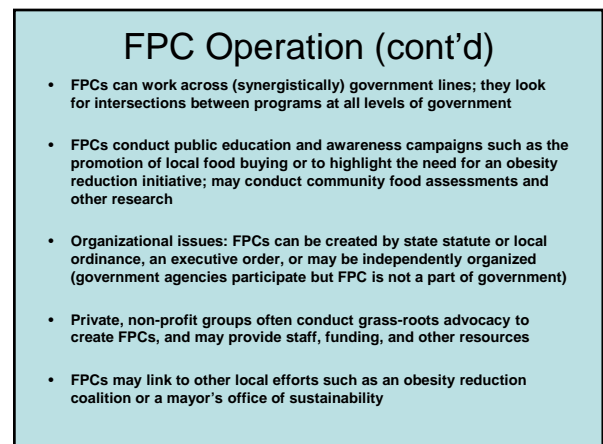 FPC Operation (cont'd)
• FPCs can work across (synergistically) government lines; they look
for intersections between programs at all levels of government
• FPCs conduct public education and awareness campaigns such as the
promotion of local food buying or to highlight the need for an obesity
reduction initiative; may conduct community food assessments and
other research
• Organizational issues: FPCs can be created by state statute or local
ordinance, an executive order, or may be independently organized
(government agencies participate but FPC is not a part of government)
• Private, non-profit groups often conduct grass-roots advocacy to
create FPCs, and may provide staff, funding, and other resources
• FPCs may link to other local efforts such as an obesity reduction
coalition or a mayor's office of sustainability